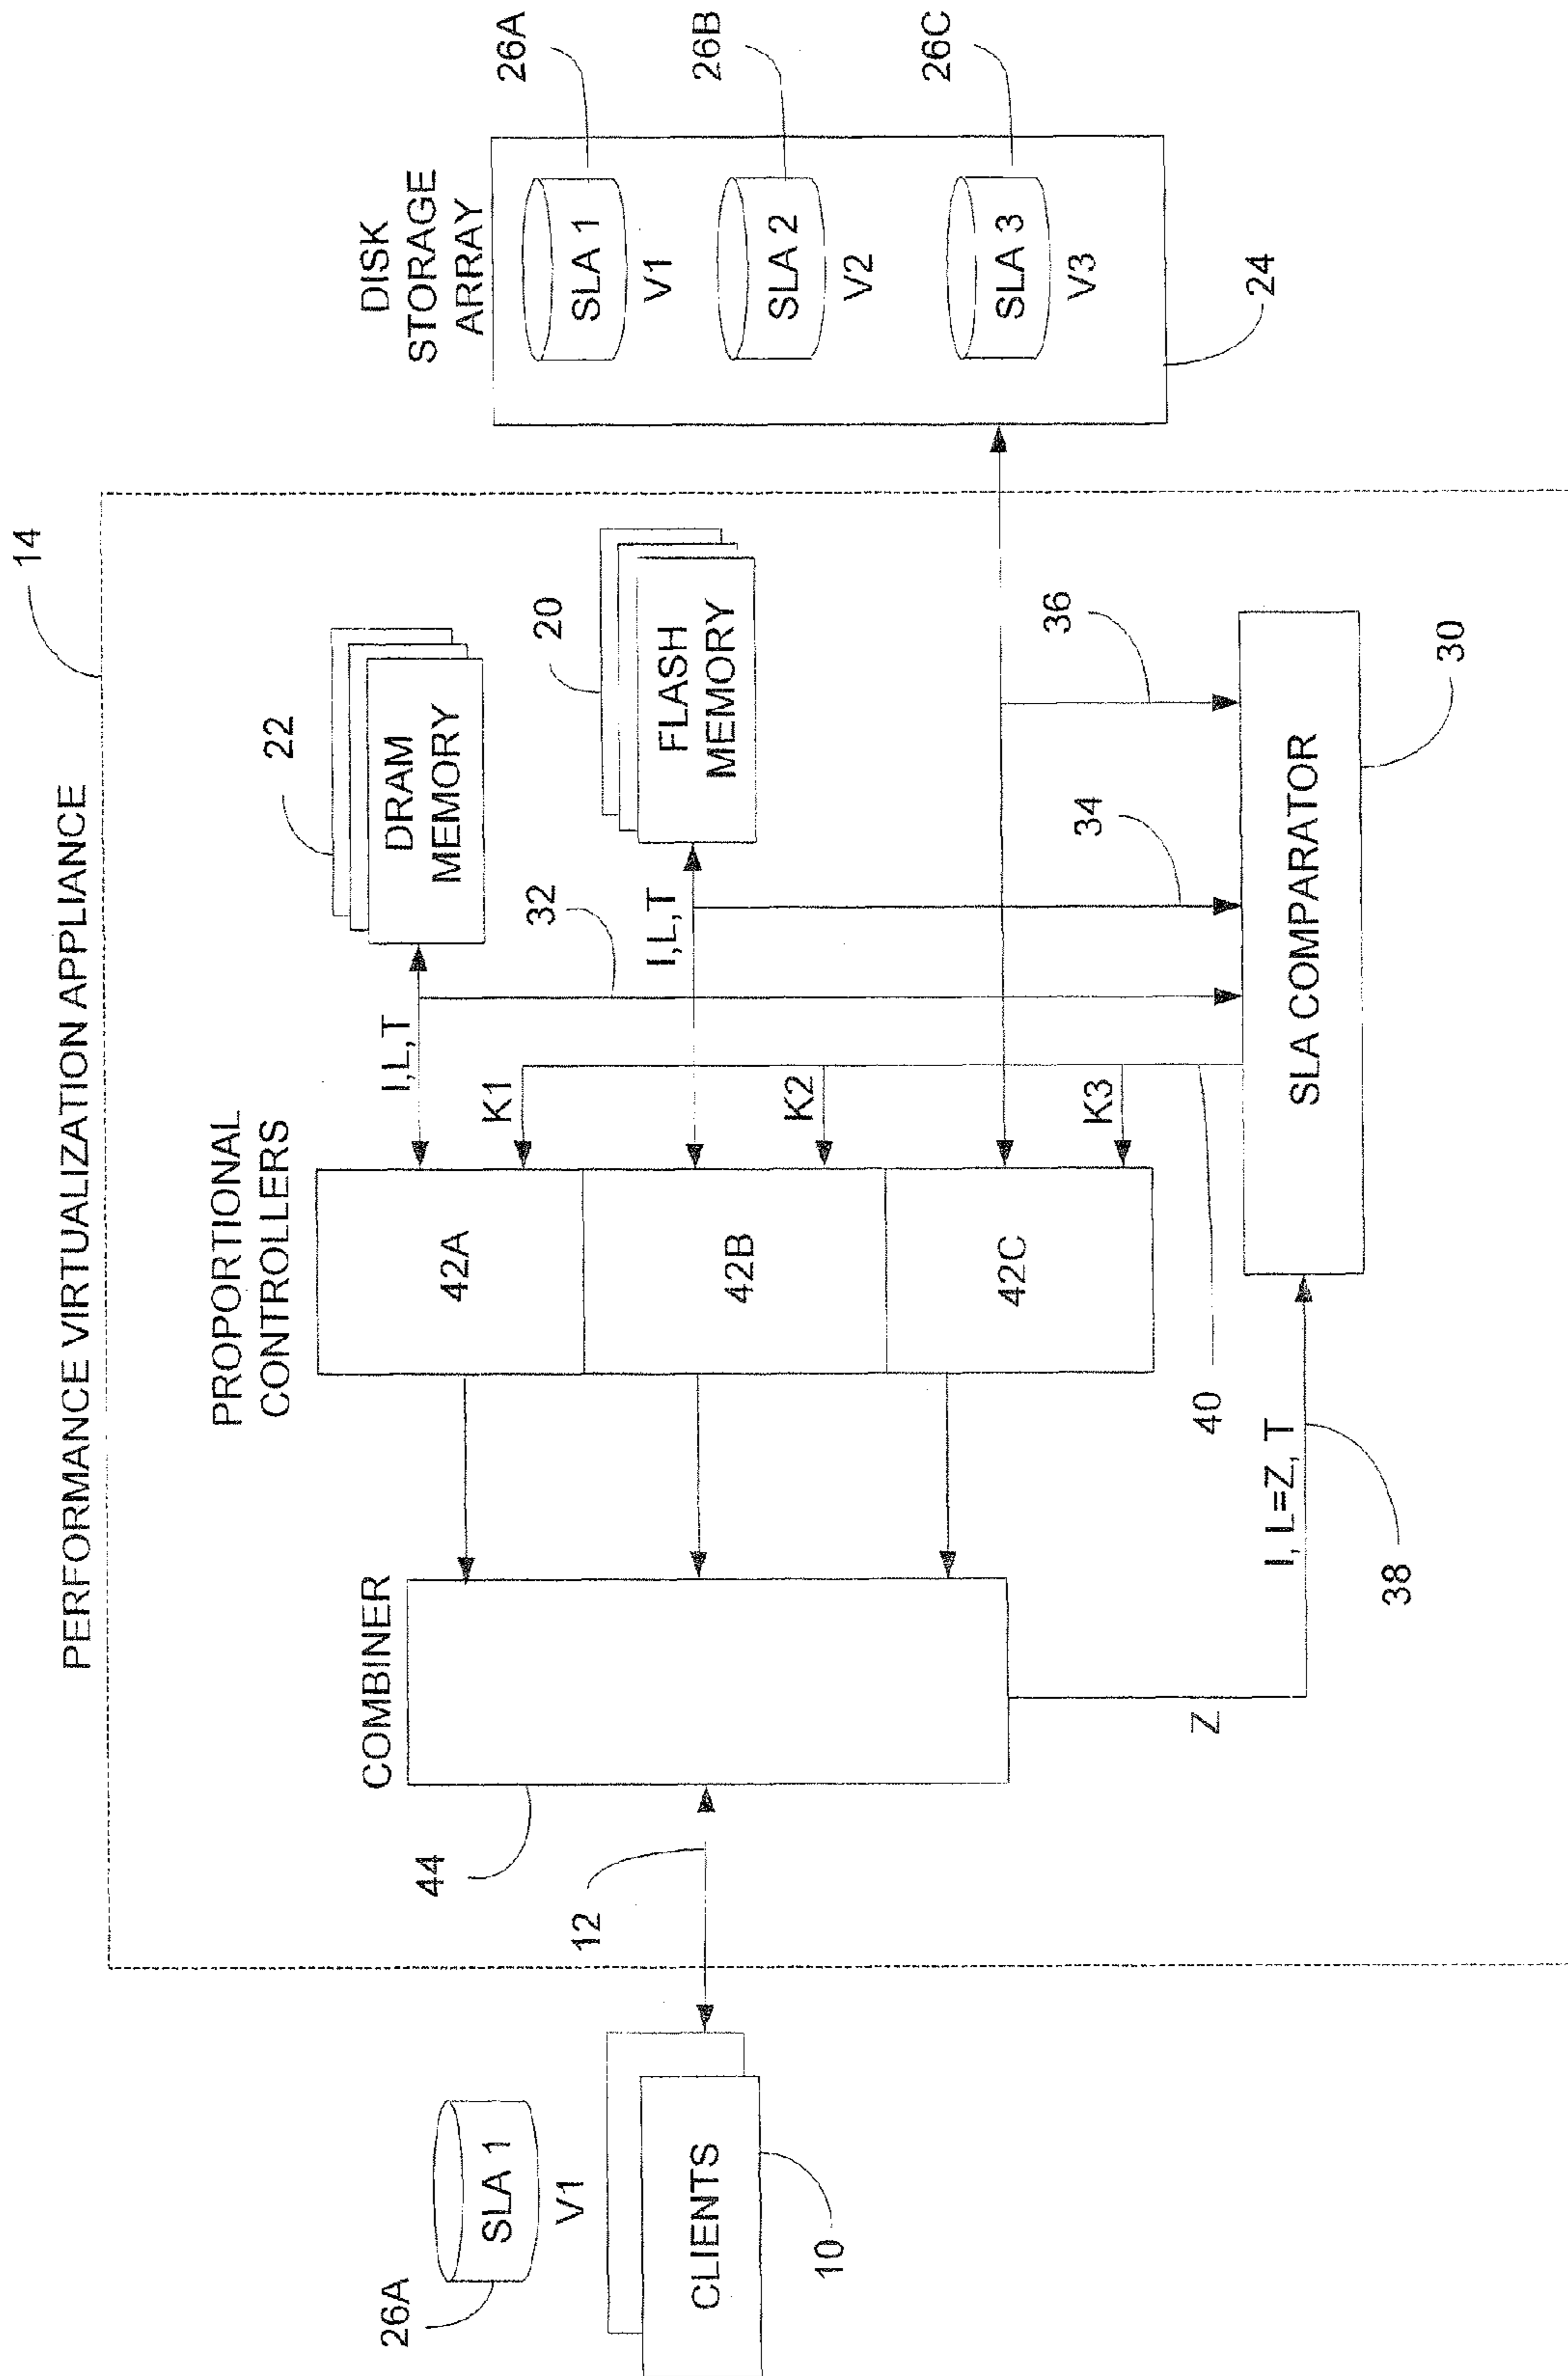 PERFORMANCE VIRTUALIZATION APPLIANCE
14
26A
SLA 1
V1
CLIENTS
10
12
44
COMBINER
Z
I, L=Z, T
38
PROPORTIONAL
CONTROLLERS
42A
42B
42C
K1
K2
K3
40
I,L,T
I,L,T
22
DRAM
MEMORY
20
FLASH
MEMORY
32
34
36
SLA COMPARATOR
30
DISK
STORAGE
ARRAY
SLA 1
V1
26A
SLA 2
V2
26B
SLA 3
V3
26C
24